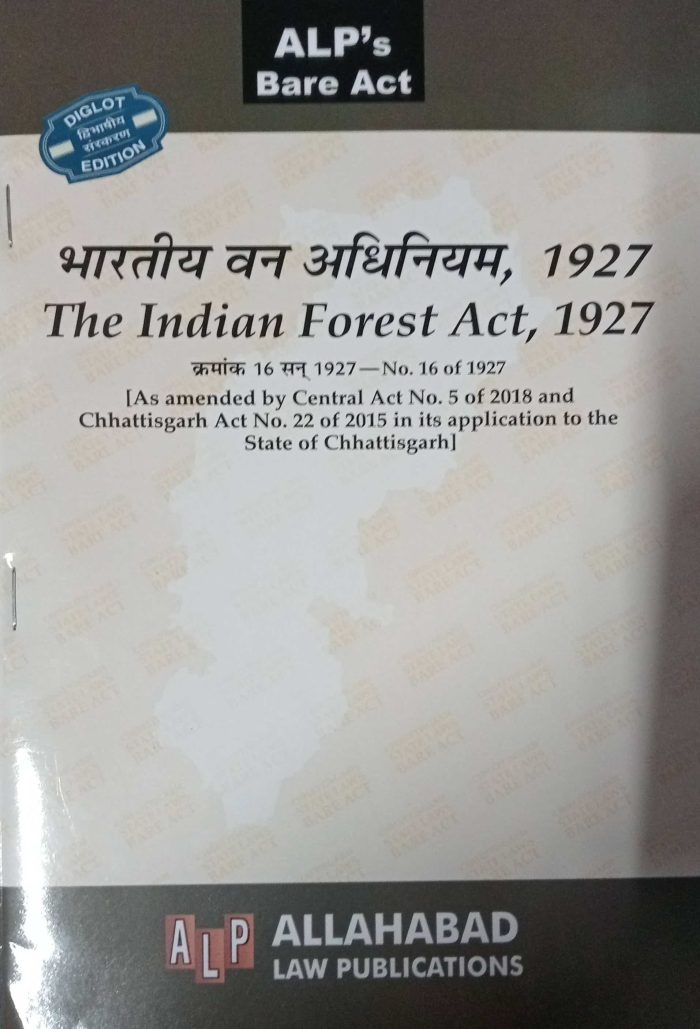 ALP's
Bare Act
DIGLOT
द्विभाषीय
संस्करण
EDITION
भारतीय वन अधिनियम, 1927
The Indian Forest Act, 1927
क्रमांक 16 सन् 1927—No. 16 of 1927
[As amended by Central Act No. 5 of 2018 and
Chhattisgarh Act No. 22 of 2015 in its application to the
State of Chhattisgarh]
ALP ALLAHABAD
LAW PUBLICATIONS